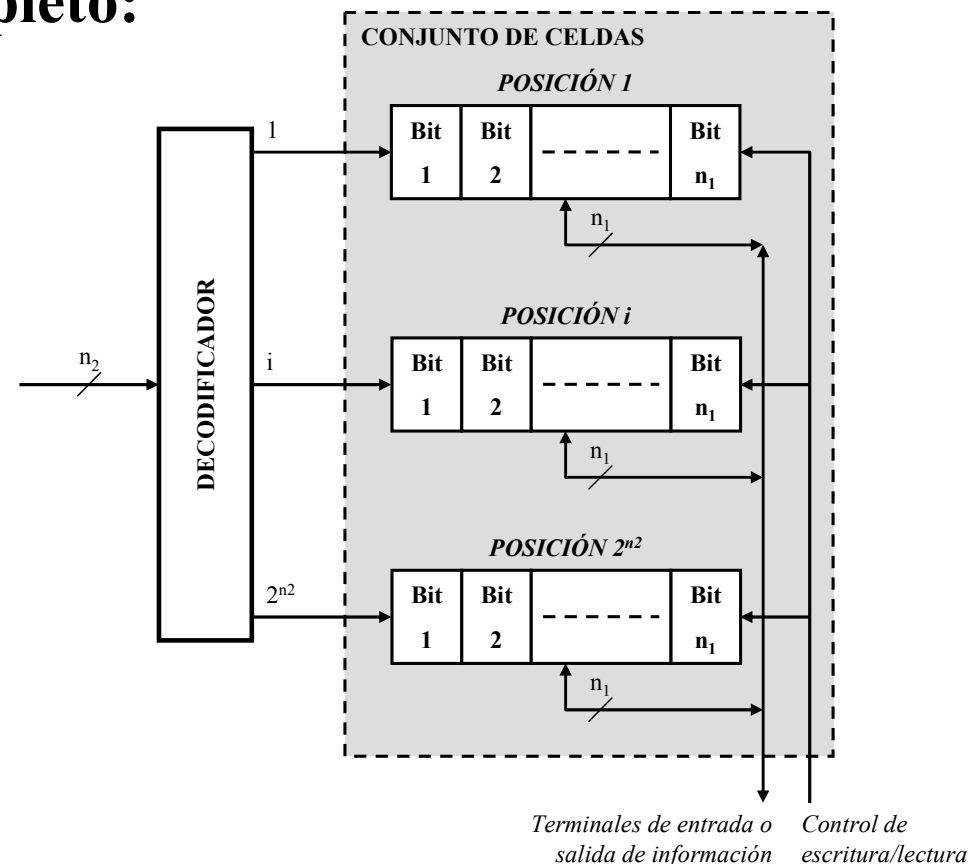 pleto:
CONJUNTO DE CELDAS
POSICIÓN 1
1
Bit 1
Bit 2
Bit n₁
n₁
POSICIÓN i
n₂
DECODIFICADOR
i
Bit 1
Bit 2
Bit n₁
n₁
POSICIÓN 2ⁿ²
2ⁿ²
Bit 1
Bit 2
Bit n₁
n₁
Terminales de entrada o
salida de información
Control de
escritura/lectura